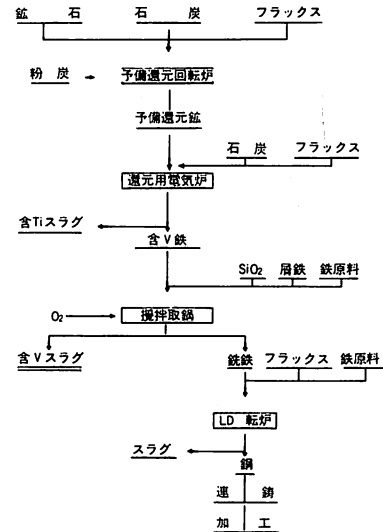 鉱石 石炭 フラックス
粉炭 予備還元回転炉
予備還元鉱
石炭 フラックス
還元用電気炉
含Tiスラグ
含V鉄
SiO2 屑鉄 鉄原料
O2 攪拌取鍋
含Vスラグ 銑鉄 フラックス 鉄原料
LD 転炉
スラグ
鋼
連鋳
加工